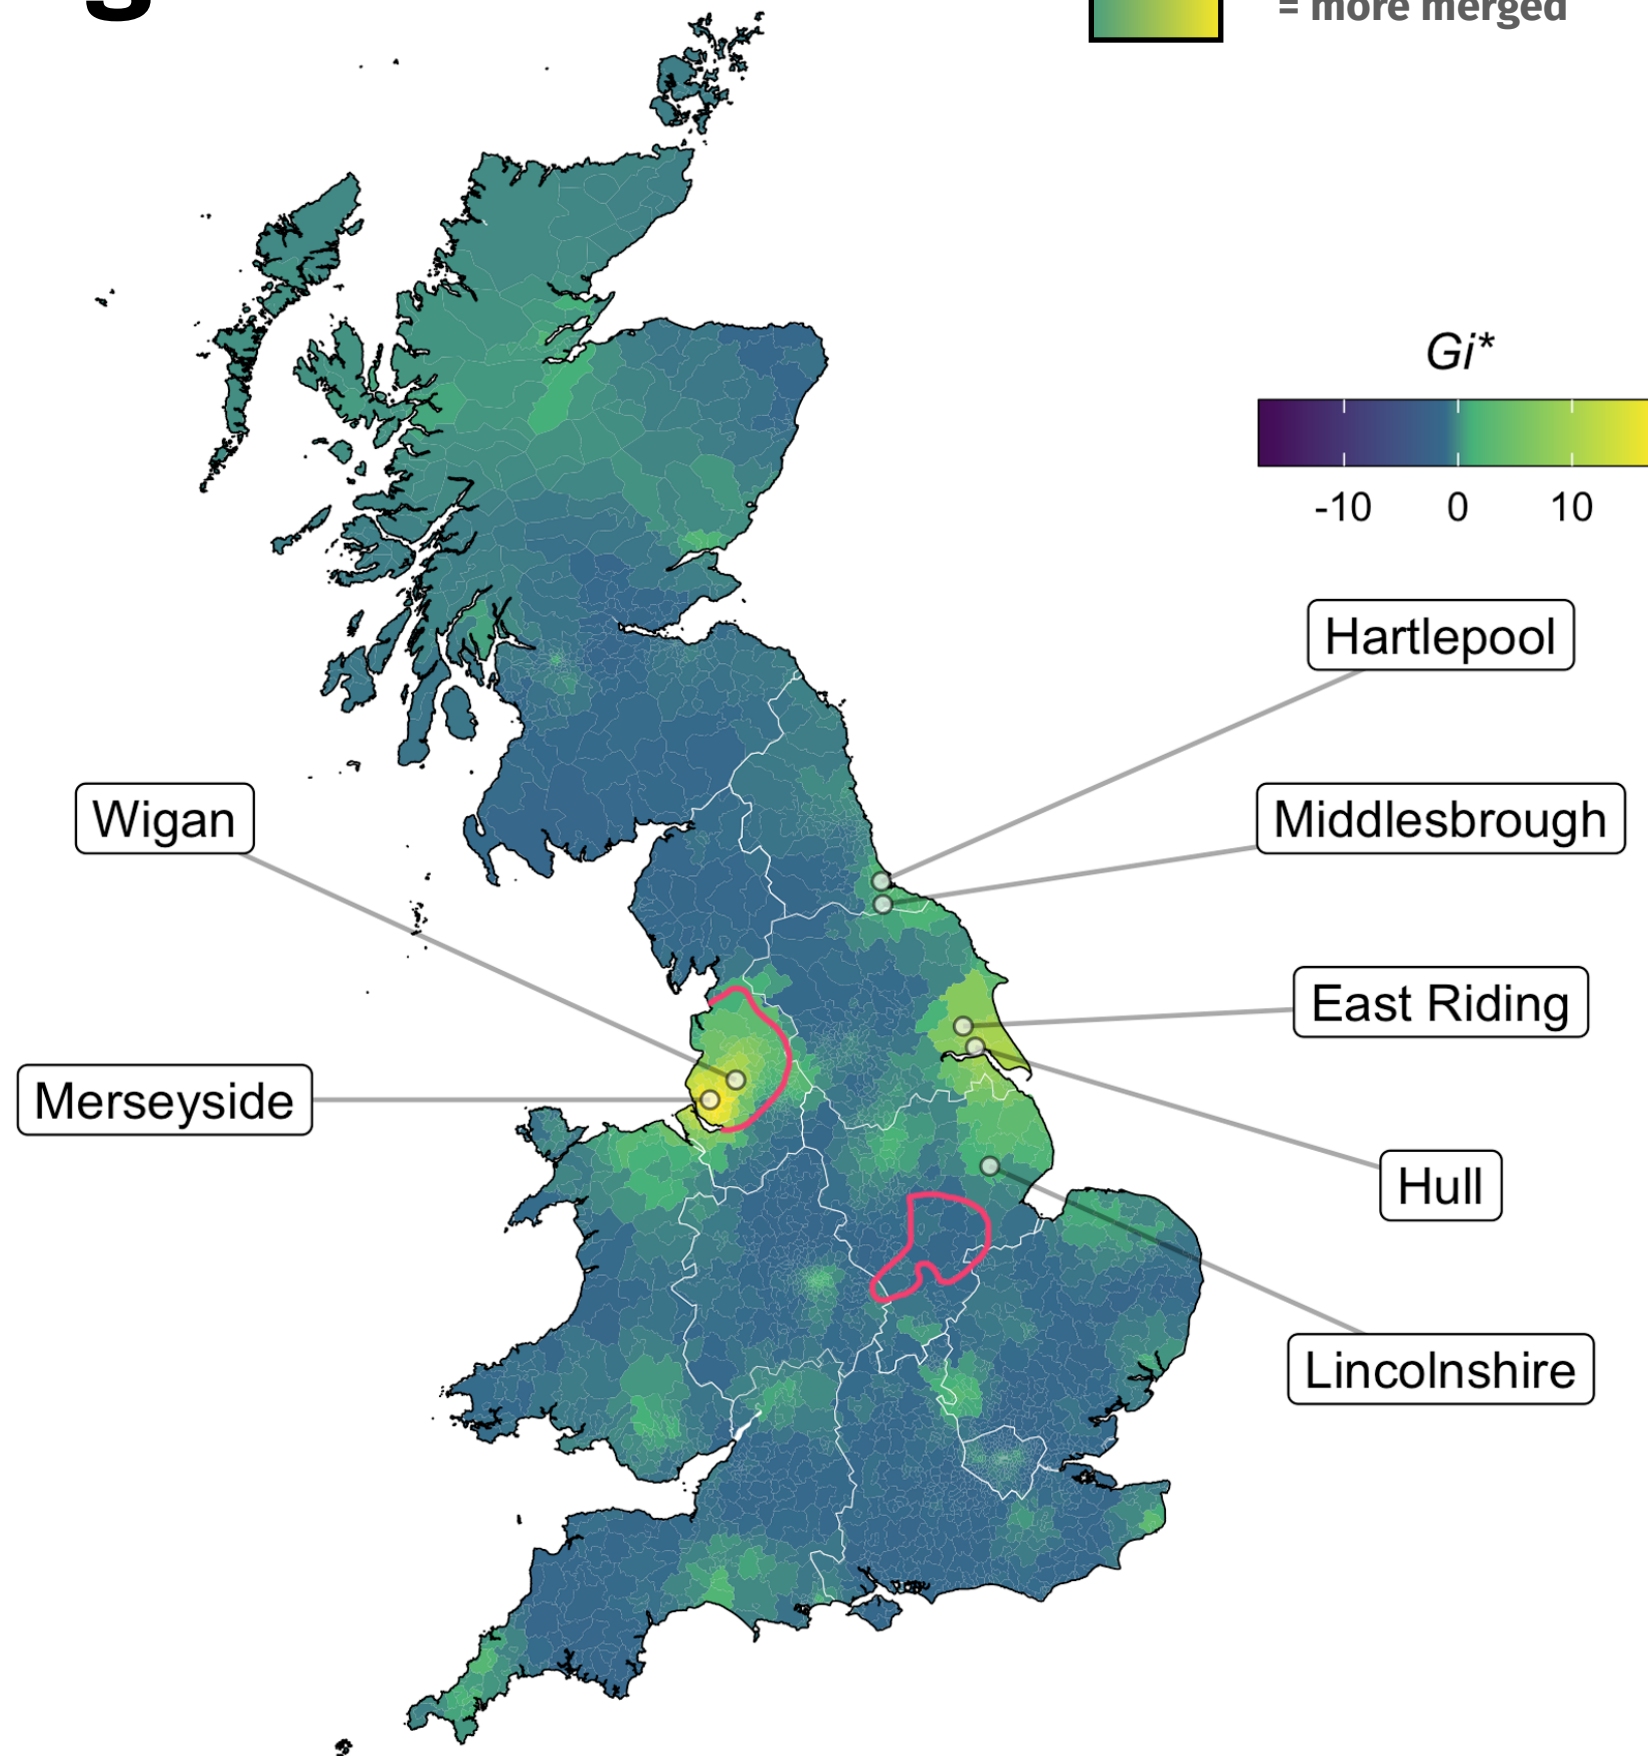 g
= more merged
Gi*
-10 0 10
Hartlepool
Wigan
Middlesbrough
East Riding
Merseyside
Hull
Lincolnshire